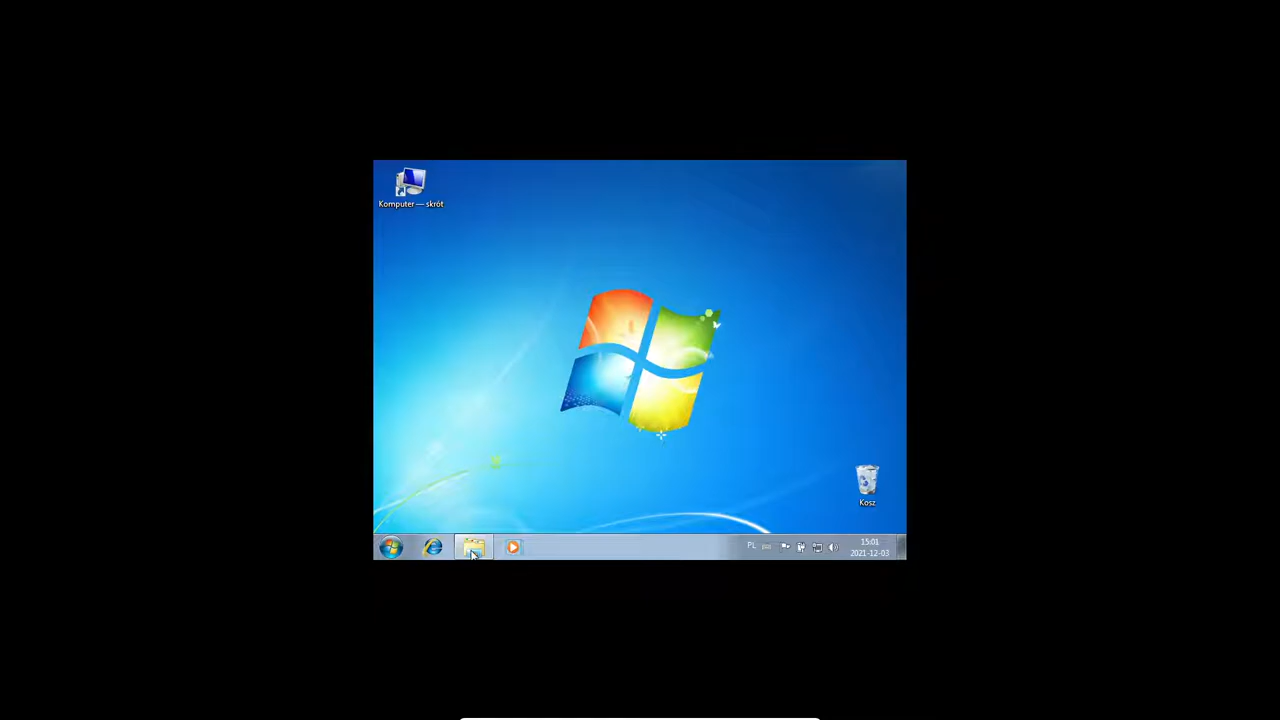 Komputer — skrót
Kosz
PL
15:01
2021-12-03